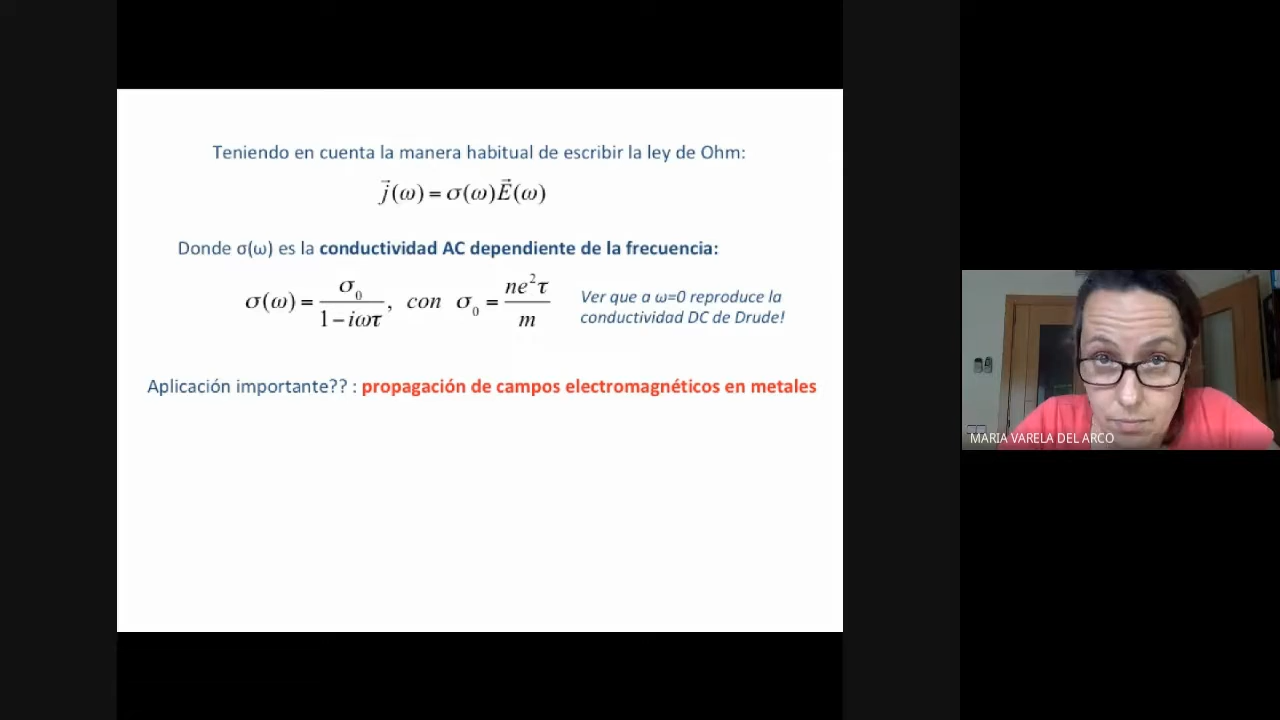 Teniendo en cuenta la manera habitual de escribir la ley de Ohm:
j⃗(ω) = σ(ω)E⃗(ω)
Donde σ(ω) es la conductividad AC dependiente de la frecuencia:
σ(ω) = σ₀ / (1 − iωτ), con σ₀ = ne²τ / m
Ver que a ω=0 reproduce la
conductividad DC de Drude!
Aplicación importante?? : propagación de campos electromagnéticos en metales
MARIA VARELA DEL ARCO